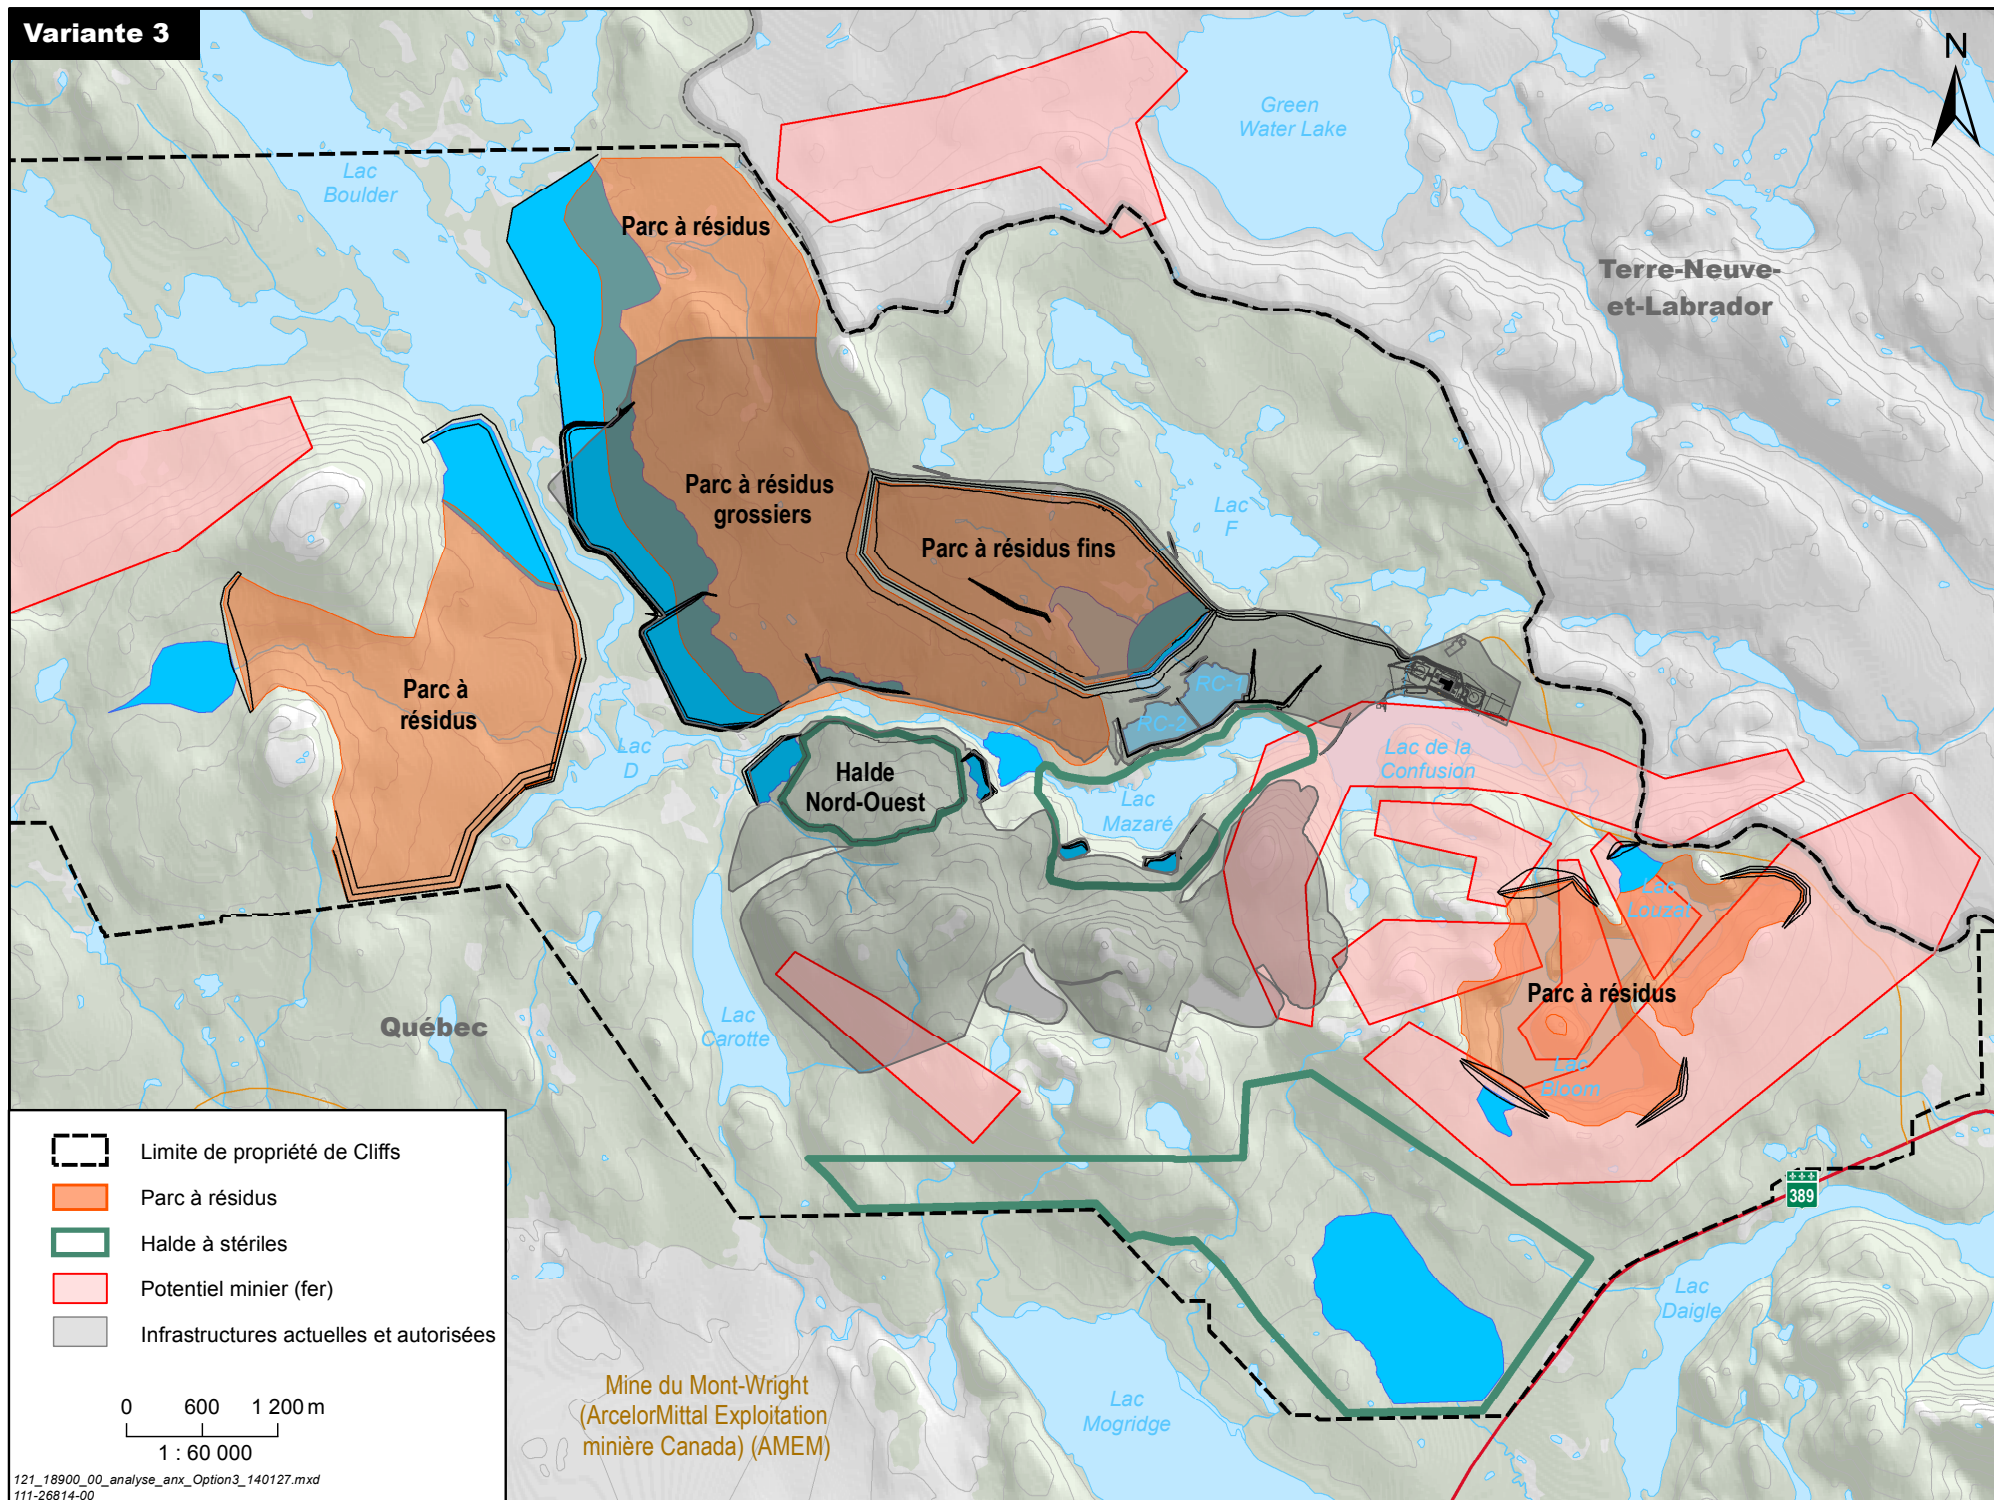 Variante 3
N
Green
Water Lake
Lac
Boulder
Parc à résidus
Terre-Neuve-
et-Labrador
Parc à résidus
grossiers
Lac
F
Parc à résidus fins
RC-1
RC-2
Parc à
résidus
Lac
D
Lac de la
Confusion
Halde
Nord-Ouest
Lac
Mazaré
Lac
Louzat
Parc à résidus
Québec
Lac
Carotte
Lac
Bloom
389
Lac
Daigle
Mine du Mont-Wright
(ArcelorMittal Exploitation
minière Canada) (AMEM)
Lac
Mogridge
Limite de propriété de Cliffs
Parc à résidus
Halde à stériles
Potentiel minier (fer)
Infrastructures actuelles et autorisées
0 600 1 200 m
1 : 60 000
121_18900_00_analyse_anx_Option3_140127.mxd
111-26814-00